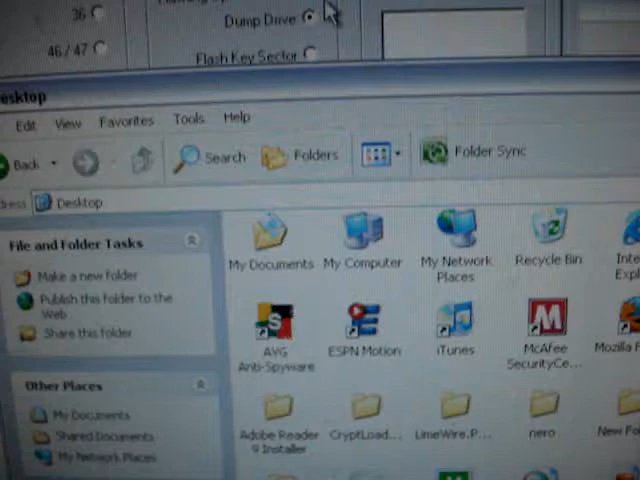 36
Dump Drive
46 / 47
Flash Key Sector
esktop
Edit View Favorites Tools Help
Back Search Folders Folder Sync
dress Desktop
File and Folder Tasks
Make a new folder
Publish this folder to the
Web
Share this folder
Other Places
My Documents
Shared Documents
My Network Places
My Documents My Computer My Network
Places Recycle Bin Inte
Expl
AVG
Anti-Spyware ESPN Motion iTunes McAfee
SecurityCe... Mozilla F
Adobe Reader
9 Installer CryptLoad... LimeWire.P... nero New Fo